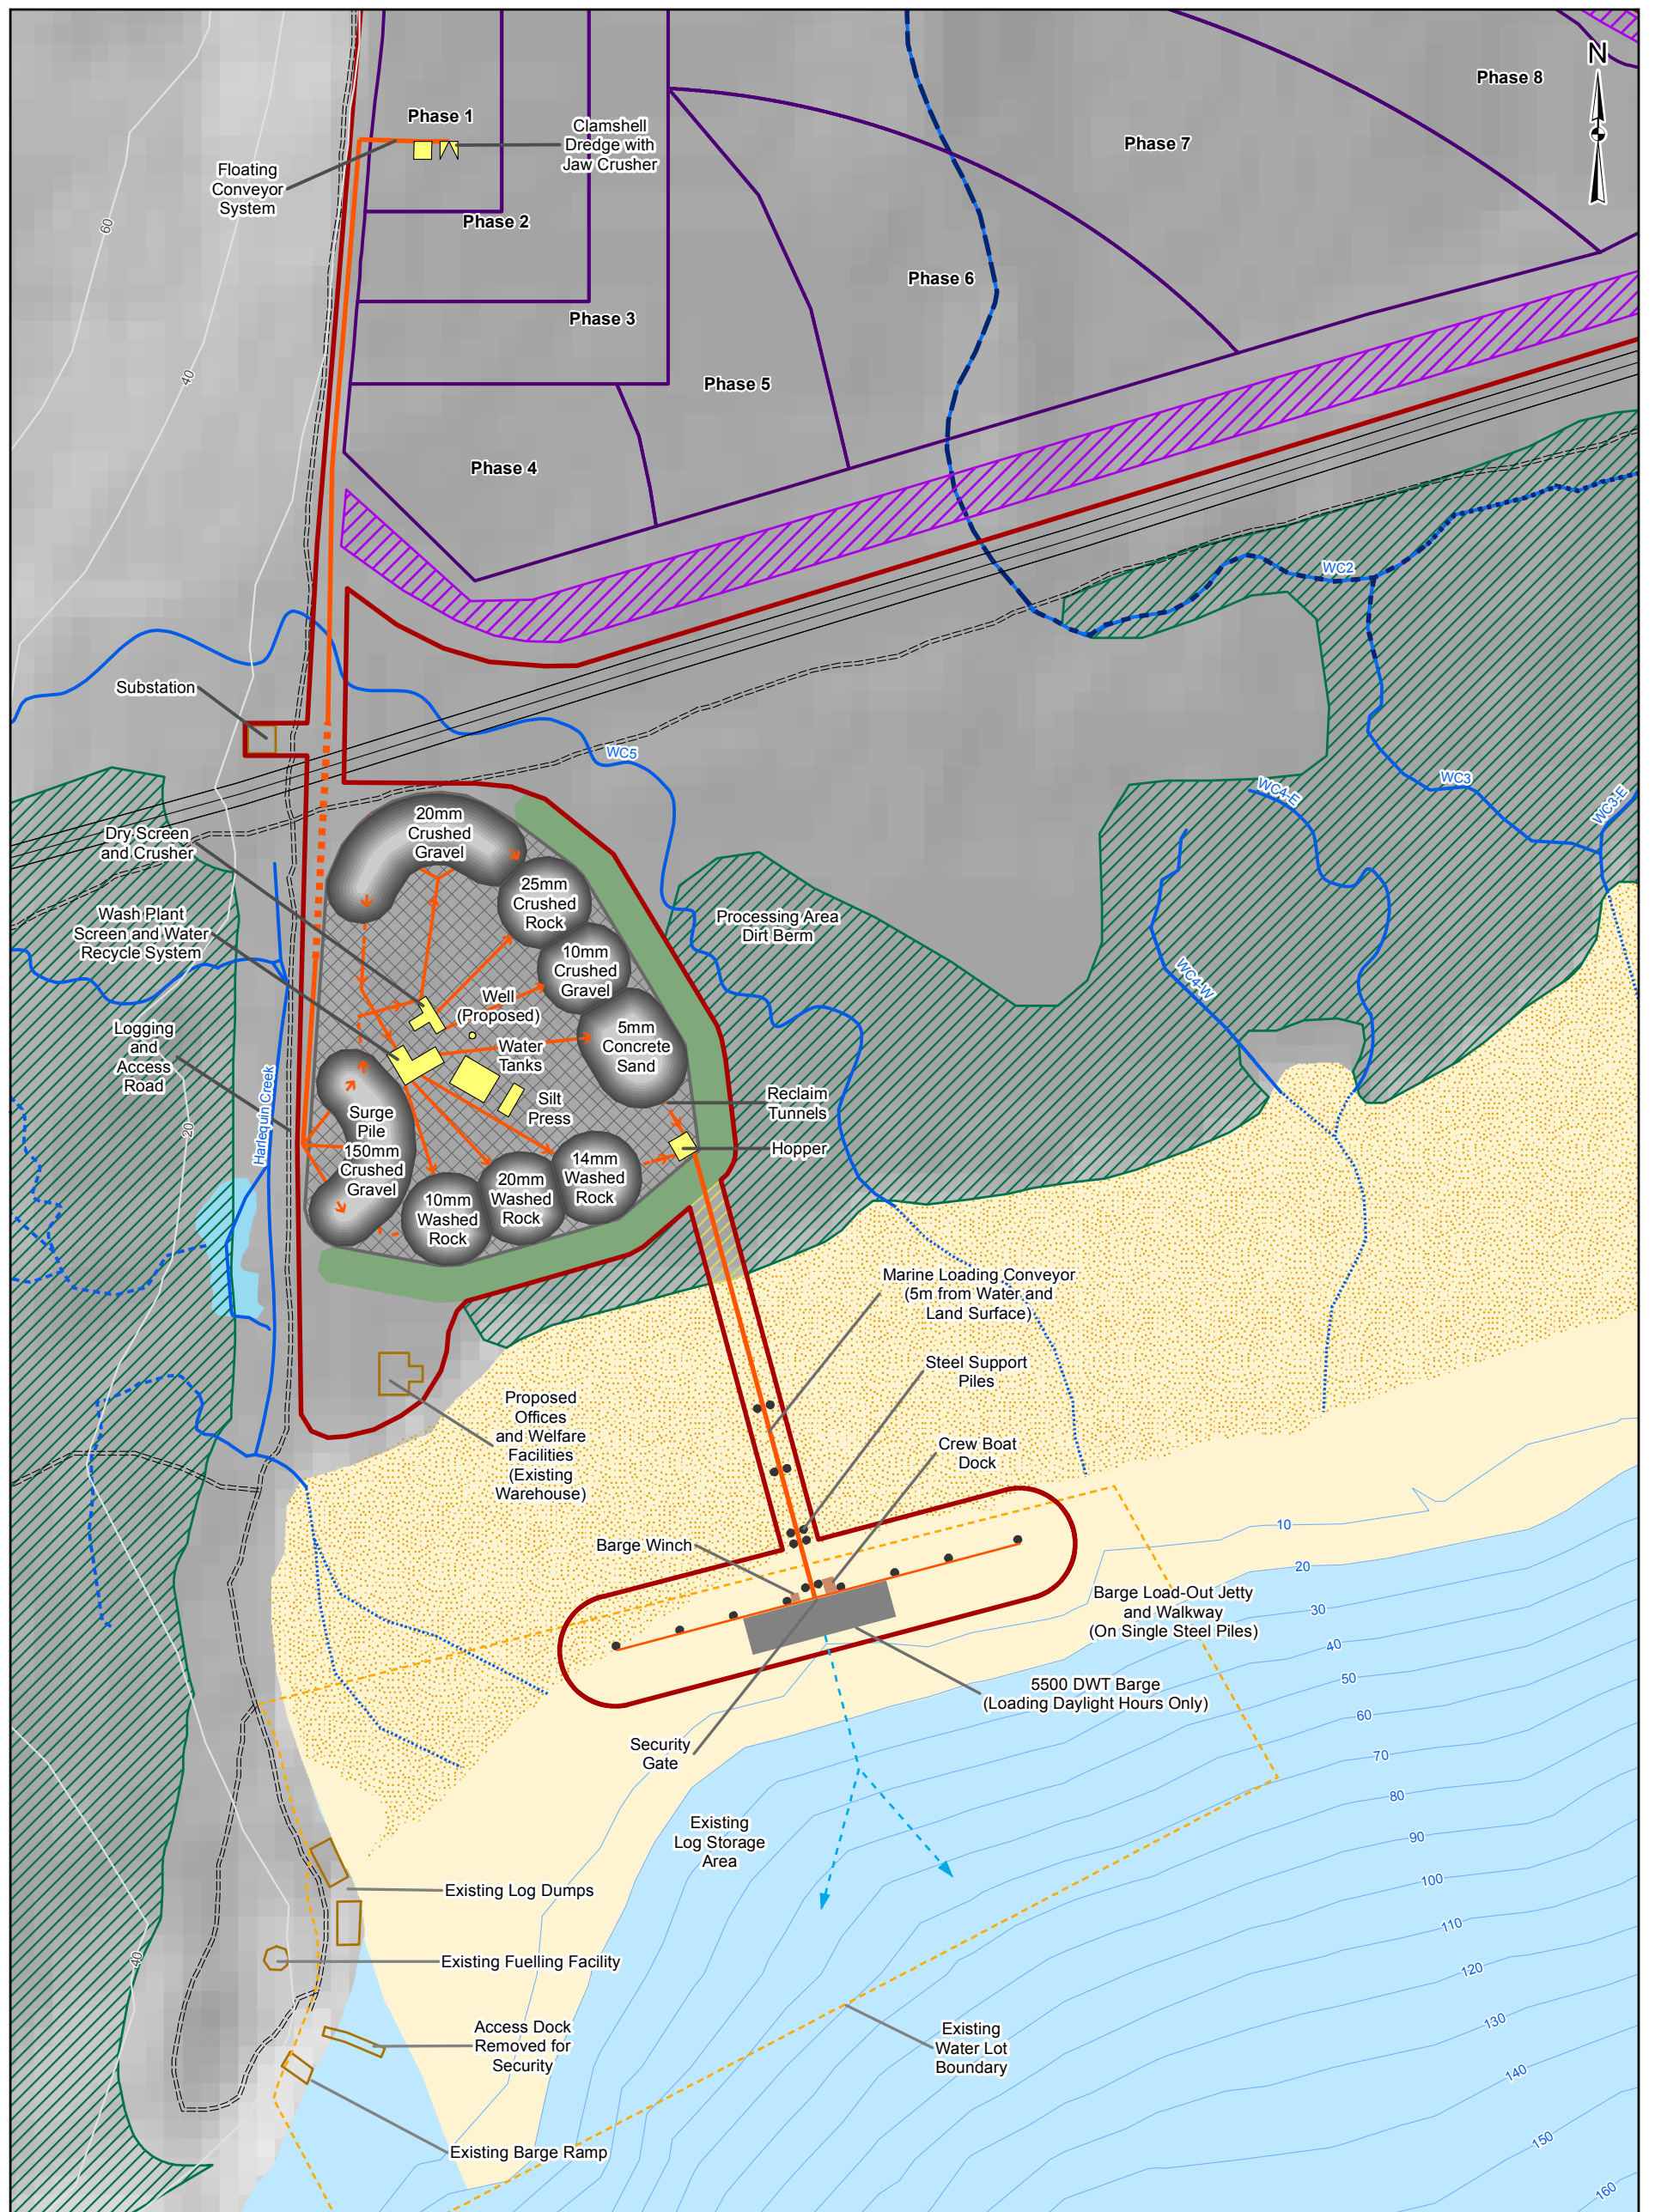 N
Phase 8
Phase 1
Clamshell
Dredge with
Jaw Crusher
Phase 7
Floating
Conveyor
System
60
Phase 2
Phase 6
Phase 3
40
Phase 5
Phase 4
WC2
Substation
WC5
WC3
WC4-E
WC3-E
20mm
Crushed
Gravel
Dry Screen
and Crusher
25mm
Crushed
Rock
Wash Plant
Screen and Water
Recycle System
Processing Area
Dirt Berm
10mm
Crushed
Gravel
WC4-W
Well
(Proposed)
Logging
and
Access
Road
5mm
Concrete
Sand
Water
Tanks
Harlequin Creek
20
Silt
Press
Reclaim
Tunnels
Surge
Pile
150mm
Crushed
Gravel
Hopper
14mm
Washed
Rock
20mm
Washed
Rock
10mm
Washed
Rock
Marine Loading Conveyor
(5m from Water and
Land Surface)
Steel Support
Piles
Proposed
Offices
and Welfare
Facilities
(Existing
Warehouse)
Crew Boat
Dock
Barge Winch
10
20
30
40
50
60
70
80
90
100
110
120
130
140
150
160
Barge Load-Out Jetty
and Walkway
(On Single Steel Piles)
5500 DWT Barge
(Loading Daylight Hours Only)
Security
Gate
Existing
Log Storage
Area
Existing Log Dumps
40
Existing Fuelling Facility
Access Dock
Removed for
Security
Existing
Water Lot
Boundary
Existing Barge Ramp